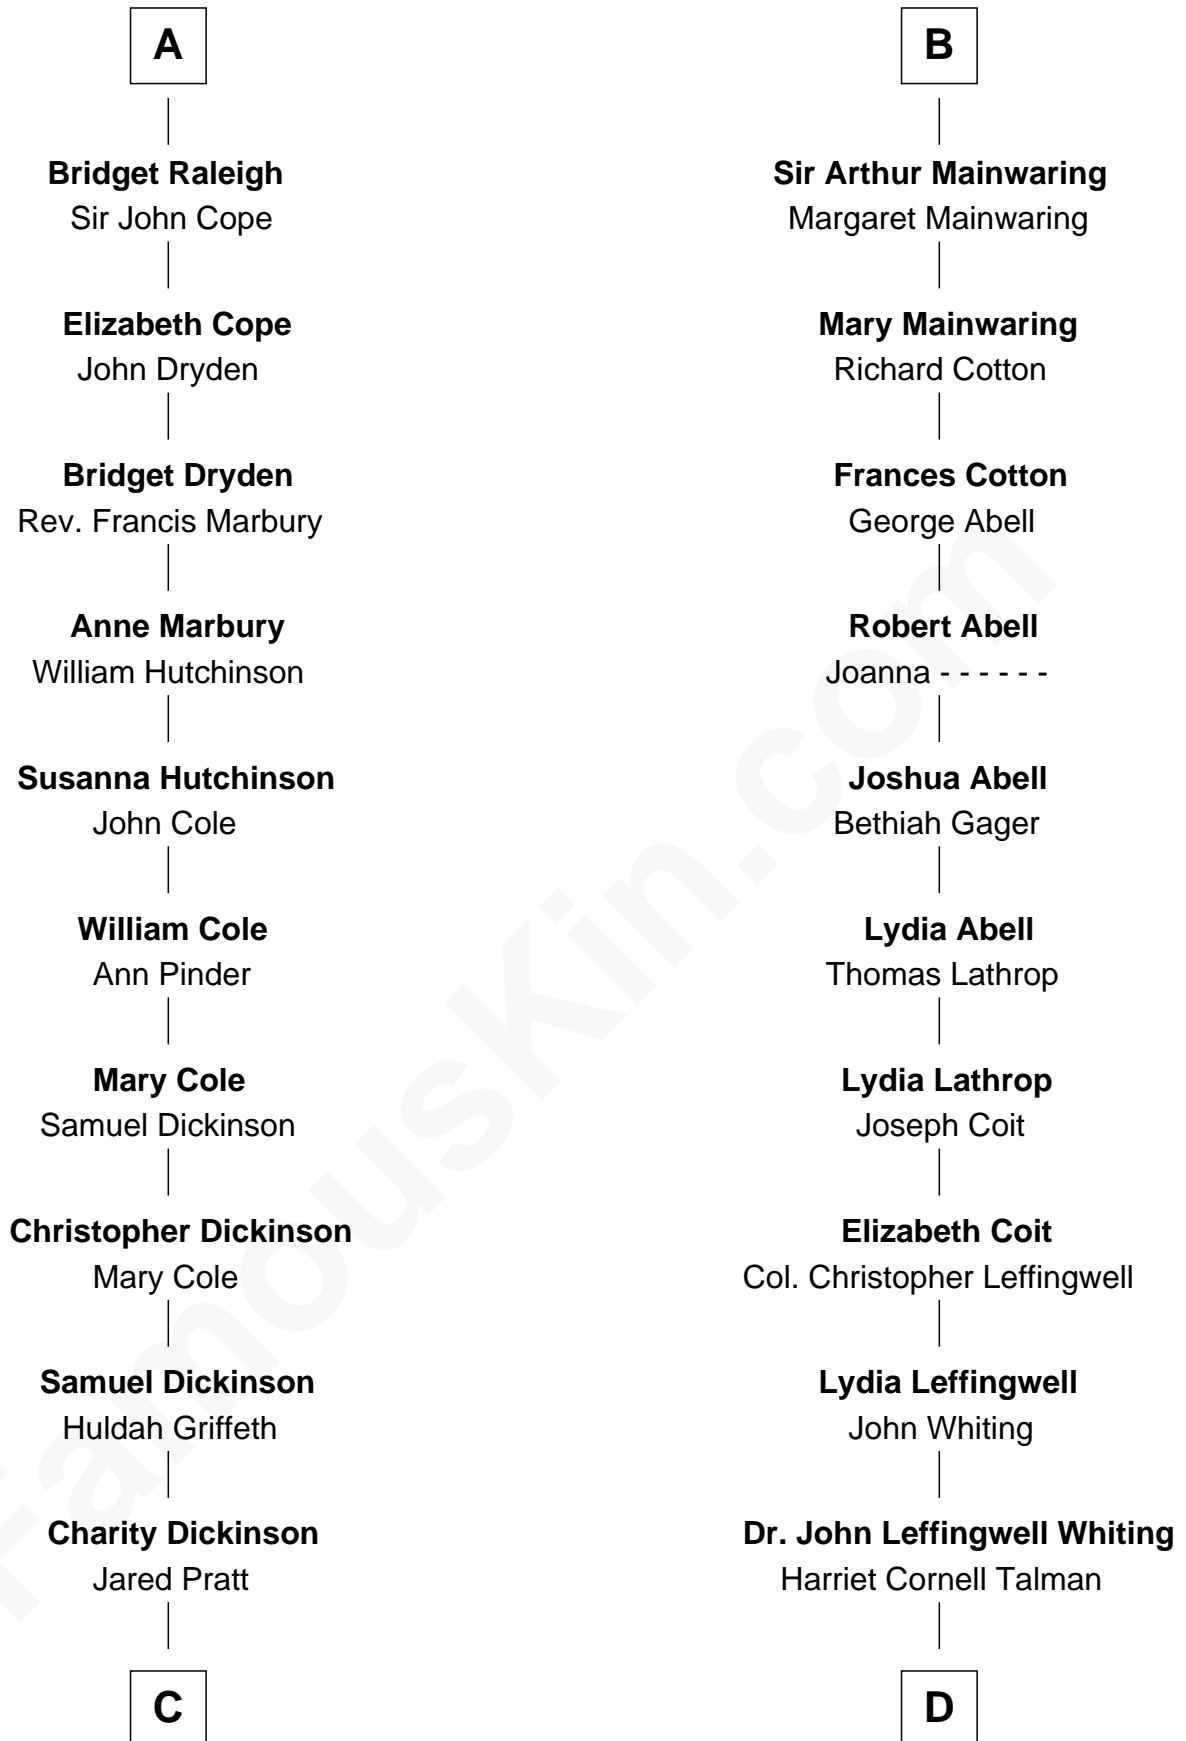 A
Bridget Raleigh
Sir John Cope
Elizabeth Cope
John Dryden
Bridget Dryden
Rev. Francis Marbury
Anne Marbury
William Hutchinson
Susanna Hutchinson
John Cole
William Cole
Ann Pinder
Mary Cole
Samuel Dickinson
Christopher Dickinson
Mary Cole
Samuel Dickinson
Huldah Griffeth
Charity Dickinson
Jared Pratt
C
B
Sir Arthur Mainwaring
Margaret Mainwaring
Mary Mainwaring
Richard Cotton
Frances Cotton
George Abell
Robert Abell
Joanna - - - - - -
Joshua Abell
Bethiah Gager
Lydia Abell
Thomas Lathrop
Lydia Lathrop
Joseph Coit
Elizabeth Coit
Col. Christopher Leffingwell
Lydia Leffingwell
John Whiting
Dr. John Leffingwell Whiting
Harriet Cornell Talman
D
FamousKin.com